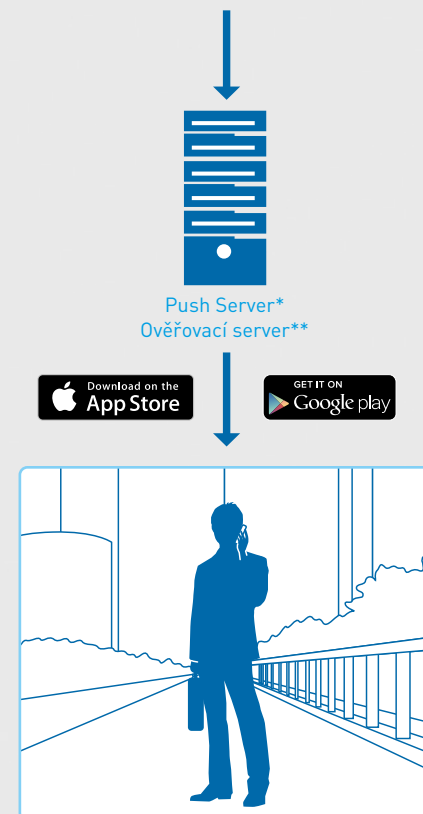 Push Server*
Ověřovací server**
Download on the
App Store
GET IT ON
Google play